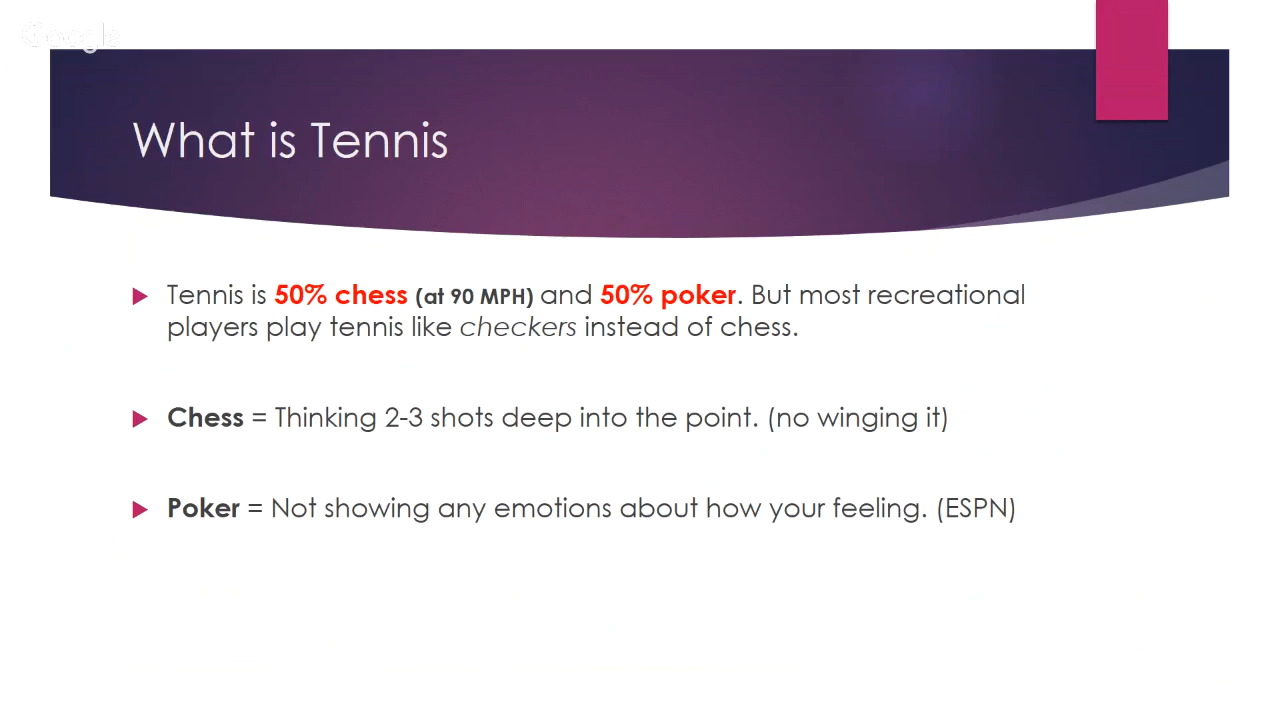 Google
What is Tennis
Tennis is 50% chess (at 90 MPH) and 50% poker. But most recreational
players play tennis like checkers instead of chess.
Chess = Thinking 2-3 shots deep into the point. (no winging it)
Poker = Not showing any emotions about how your feeling. (ESPN)